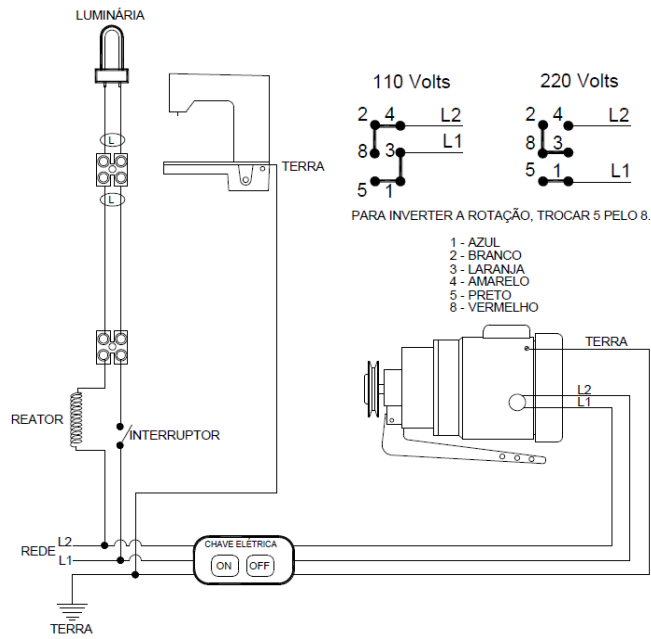 LUMINÁRIA
L
L
TERRA
110 Volts
2 4 L2
8 3 L1
5 1
220 Volts
2 4 L2
8 3
5 1 L1
PARA INVERTER A ROTAÇÃO, TROCAR 5 PELO 8.
1 - AZUL
2 - BRANCO
3 - LARANJA
4 - AMARELO
5 - PRETO
8 - VERMELHO
TERRA
L2
L1
REATOR
INTERRUPTOR
REDE
L2
L1
CHAVE ELÉTRICA
ON OFF
TERRA